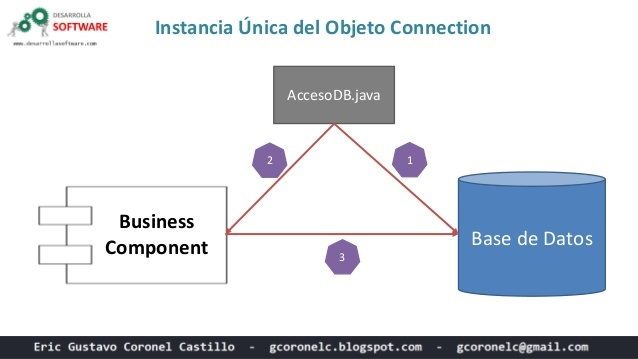 DESARROLLA
SOFTWARE
www.desarrollasoftware.com
Instancia Única del Objeto Connection
AccesoDB.java
2
1
Business
Component
Base de Datos
3
Eric Gustavo Coronel Castillo - gcoronelc.blogspot.com - gcoronelc@gmail.com